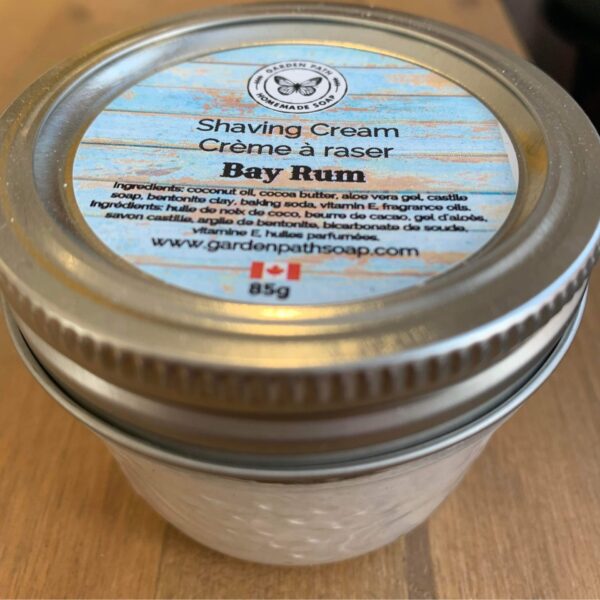 GARDEN PATH
HOMEMADE SOAP
Shaving Cream
Crème à raser
Bay Rum
Ingredients: coconut oil, cocoa butter, aloe vera gel, castile
soap, bentonite clay, baking soda, vitamin E, fragrance oils.
Ingrédients: huile de noix de coco, beurre de cacao, gel d'aloès,
savon castille, argile de bentonite, bicarbonate de soude,
vitamine E, huiles parfumées.
www.gardenpathsoap.com
85g